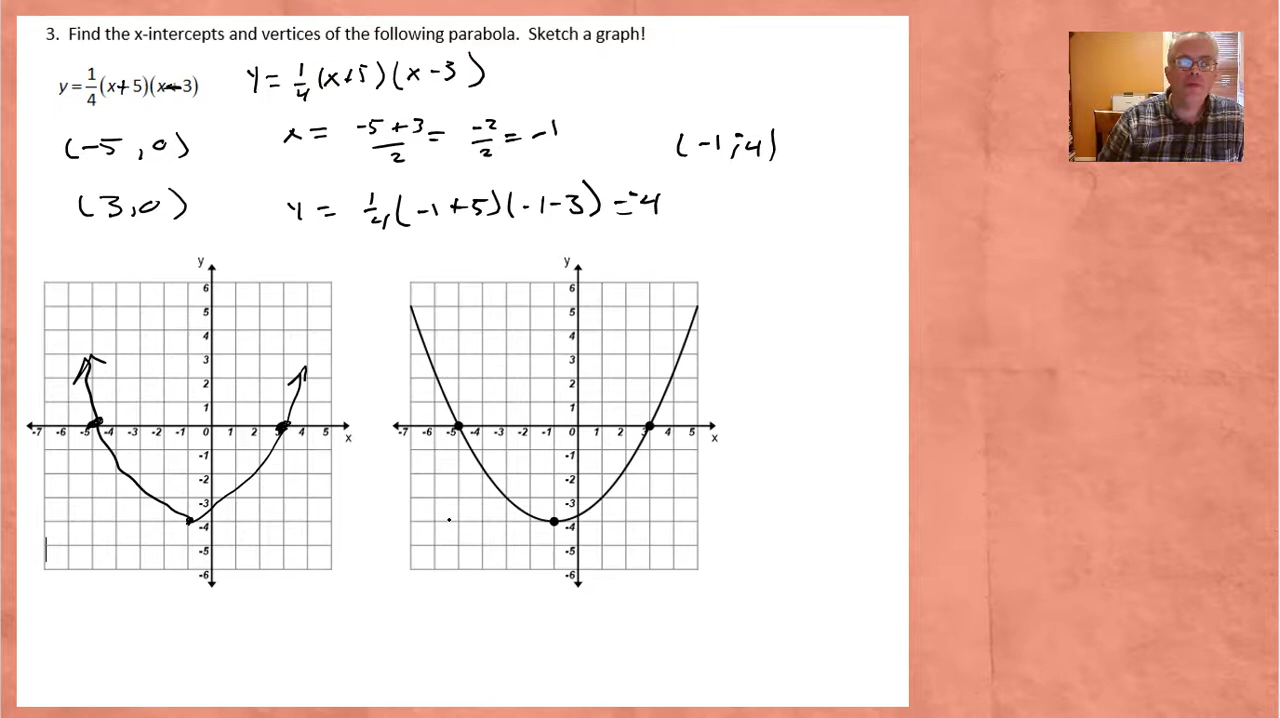 3. Find the x-intercepts and vertices of the following parabola. Sketch a graph!
y = 1/4 (x + 5)(x - 3)
y = 1/4 (x+5)(x - 3)
(-5, 0)
x = -5 + 3 / 2 = -2/2 = -1
(-1, -4)
(3, 0)
y = 1/4 (-1 + 5)(-1 - 3) = -4
y
6
5
4
3
2
1
-7 -6 -5 -4 -3 -2 -1 0 1 2 3 4 5
x
-1
-2
-3
-4
-5
-6
y
6
5
4
3
2
1
-7 -6 -5 -4 -3 -2 -1 0 1 2 3 4 5
x
-1
-2
-3
-4
-5
-6